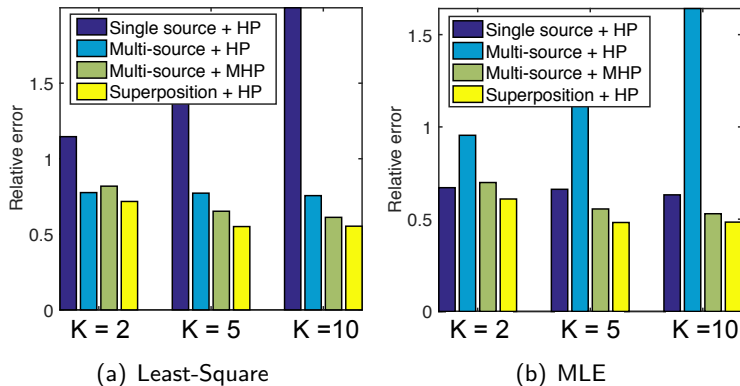 Single source + HP
Multi-source + HP
Multi-source + MHP
Superposition + HP
Relative error
1.5
1
0.5
0
K = 2
K = 5
K =10
(a) Least-Square
Single source + HP
Multi-source + HP
Multi-source + MHP
Superposition + HP
Relative error
1.5
1
0.5
0
K = 2
K = 5
K =10
(b) MLE